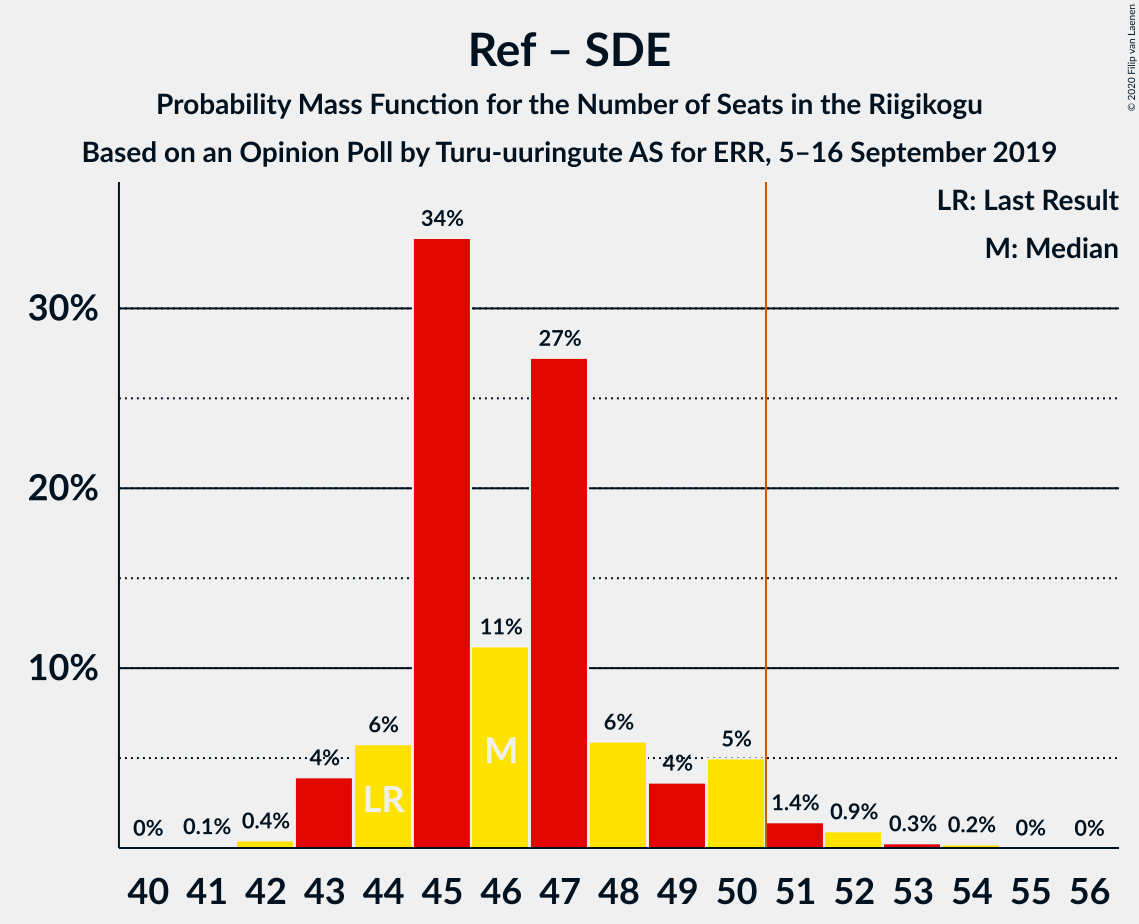 Ref – SDE
Probability Mass Function for the Number of Seats in the Riigikogu
Based on an Opinion Poll by Turu-uuringute AS for ERR, 5–16 September 2019
© 2020 Filip van Laenen
LR: Last Result
M: Median
30%
20%
10%
0%
0.1%
0.4%
4%
6%
34%
11%
27%
6%
4%
5%
1.4%
0.9%
0.3%
0.2%
0%
0%
LR
M
40 41 42 43 44 45 46 47 48 49 50 51 52 53 54 55 56